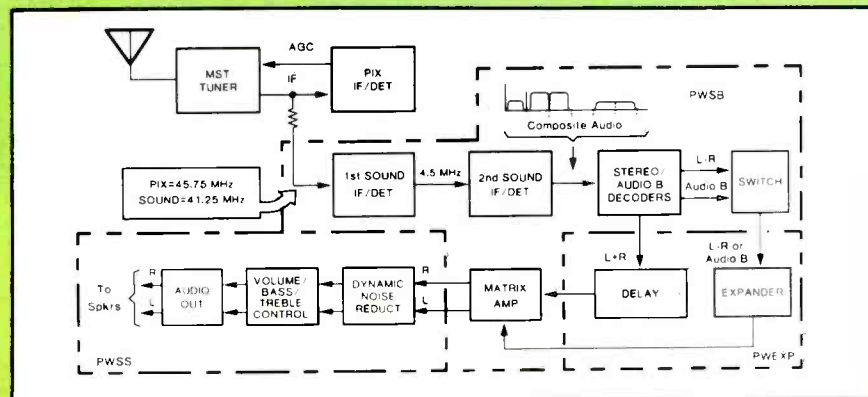 AGC
MST
TUNER
IF
PIX
IF/DET
PWSB
Composite Audio
PIX=45.75 MHz
SOUND=41.25 MHz
1st SOUND
IF/DET
4.5 MHz
2nd SOUND
IF/DET
STEREO/
AUDIO B
DECODERS
L-R
Audio B
SWITCH
L+R
L-R or
Audio B
To
Spkrs
R
L
AUDIO
OUT
VOLUME/
BASS/
TREBLE
CONTROL
DYNAMIC
NOISE
REDUCT
R
L
MATRIX
AMP
DELAY
EXPANDER
PWSS
PWEXP